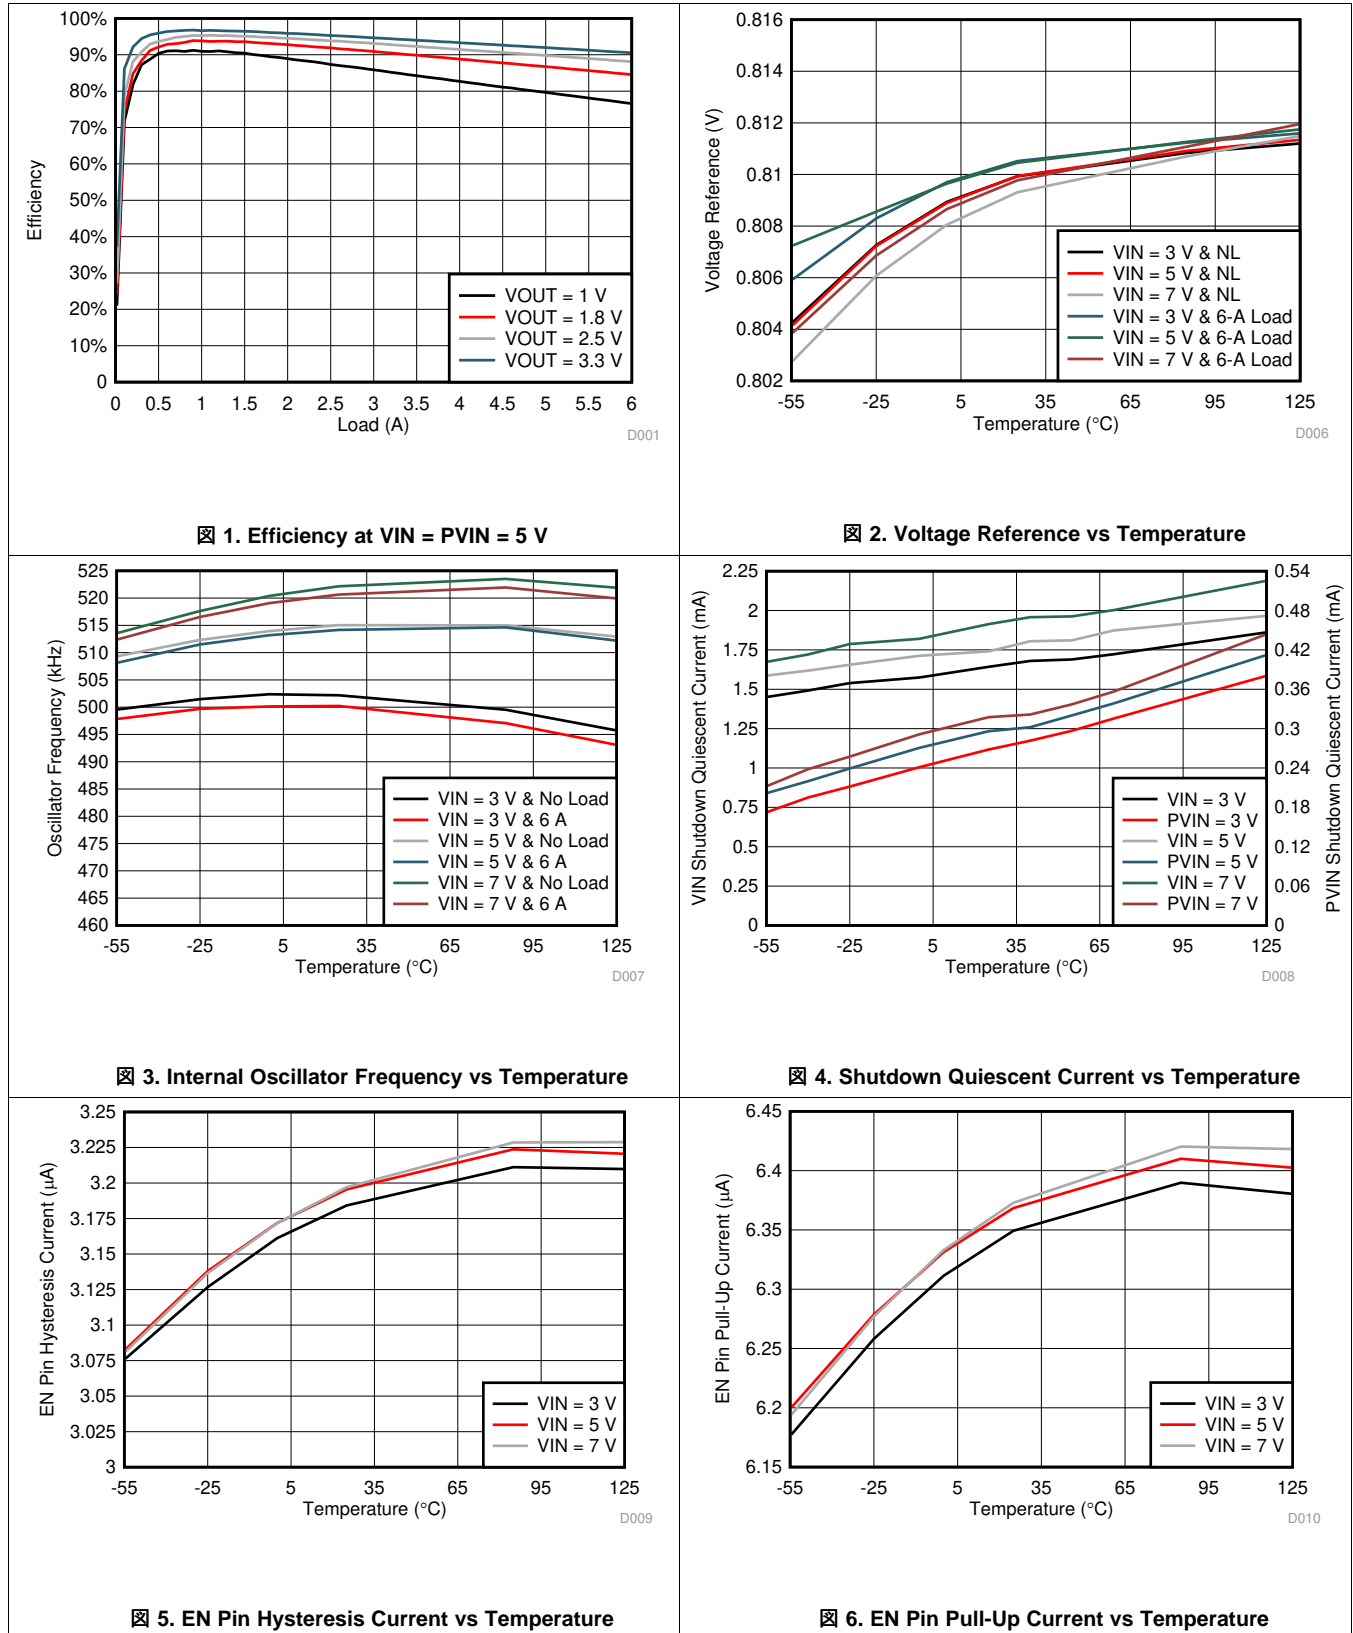 100%
90%
80%
70%
60%
50%
40%
30%
20%
10%
0
Efficiency
0 0.5 1 1.5 2 2.5 3 3.5 4 4.5 5 5.5 6
Load (A)
D001
VOUT = 1 V
VOUT = 1.8 V
VOUT = 2.5 V
VOUT = 3.3 V
図 1. Efficiency at VIN = PVIN = 5 V
0.816
0.814
0.812
0.81
0.808
0.806
0.804
0.802
Voltage Reference (V)
-55 -25 5 35 65 95 125
Temperature (°C)
D006
VIN = 3 V & NL
VIN = 5 V & NL
VIN = 7 V & NL
VIN = 3 V & 6-A Load
VIN = 5 V & 6-A Load
VIN = 7 V & 6-A Load
図 2. Voltage Reference vs Temperature
525
520
515
510
505
500
495
490
485
480
475
470
465
460
Oscillator Frequency (kHz)
-55 -25 5 35 65 95 125
Temperature (°C)
D007
VIN = 3 V & No Load
VIN = 3 V & 6 A
VIN = 5 V & No Load
VIN = 5 V & 6 A
VIN = 7 V & No Load
VIN = 7 V & 6 A
図 3. Internal Oscillator Frequency vs Temperature
2.25
2
1.75
1.5
1.25
1
0.75
0.5
0.25
0
VIN Shutdown Quiescent Current (mA)
0.54
0.48
0.42
0.36
0.3
0.24
0.18
0.12
0.06
0
PVIN Shutdown Quiescent Current (mA)
-55 -25 5 35 65 95 125
Temperature (°C)
D008
VIN = 3 V
PVIN = 3 V
VIN = 5 V
PVIN = 5 V
VIN = 7 V
PVIN = 7 V
図 4. Shutdown Quiescent Current vs Temperature
3.25
3.225
3.2
3.175
3.15
3.125
3.1
3.075
3.05
3.025
3
EN Pin Hysteresis Current (µA)
-55 -25 5 35 65 95 125
Temperature (°C)
D009
VIN = 3 V
VIN = 5 V
VIN = 7 V
図 5. EN Pin Hysteresis Current vs Temperature
6.45
6.4
6.35
6.3
6.25
6.2
6.15
EN Pin Pull-Up Current (µA)
-55 -25 5 35 65 95 125
Temperature (°C)
D010
VIN = 3 V
VIN = 5 V
VIN = 7 V
図 6. EN Pin Pull-Up Current vs Temperature